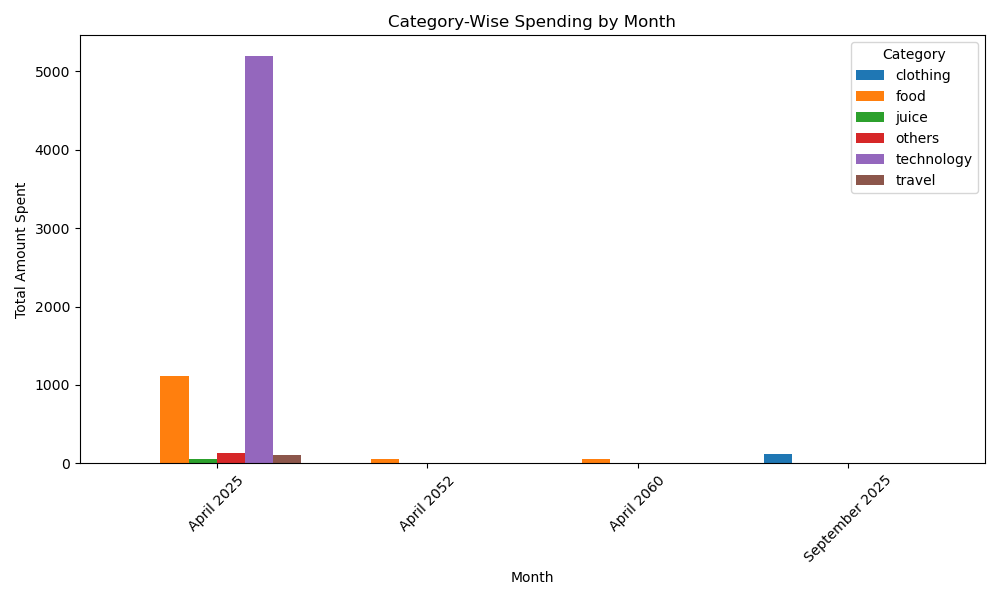 Category-Wise Spending by Month
Total Amount Spent
5000
4000
3000
2000
1000
0
Category
clothing
food
juice
others
technology
travel
April 2025
April 2052
April 2060
September 2025
Month